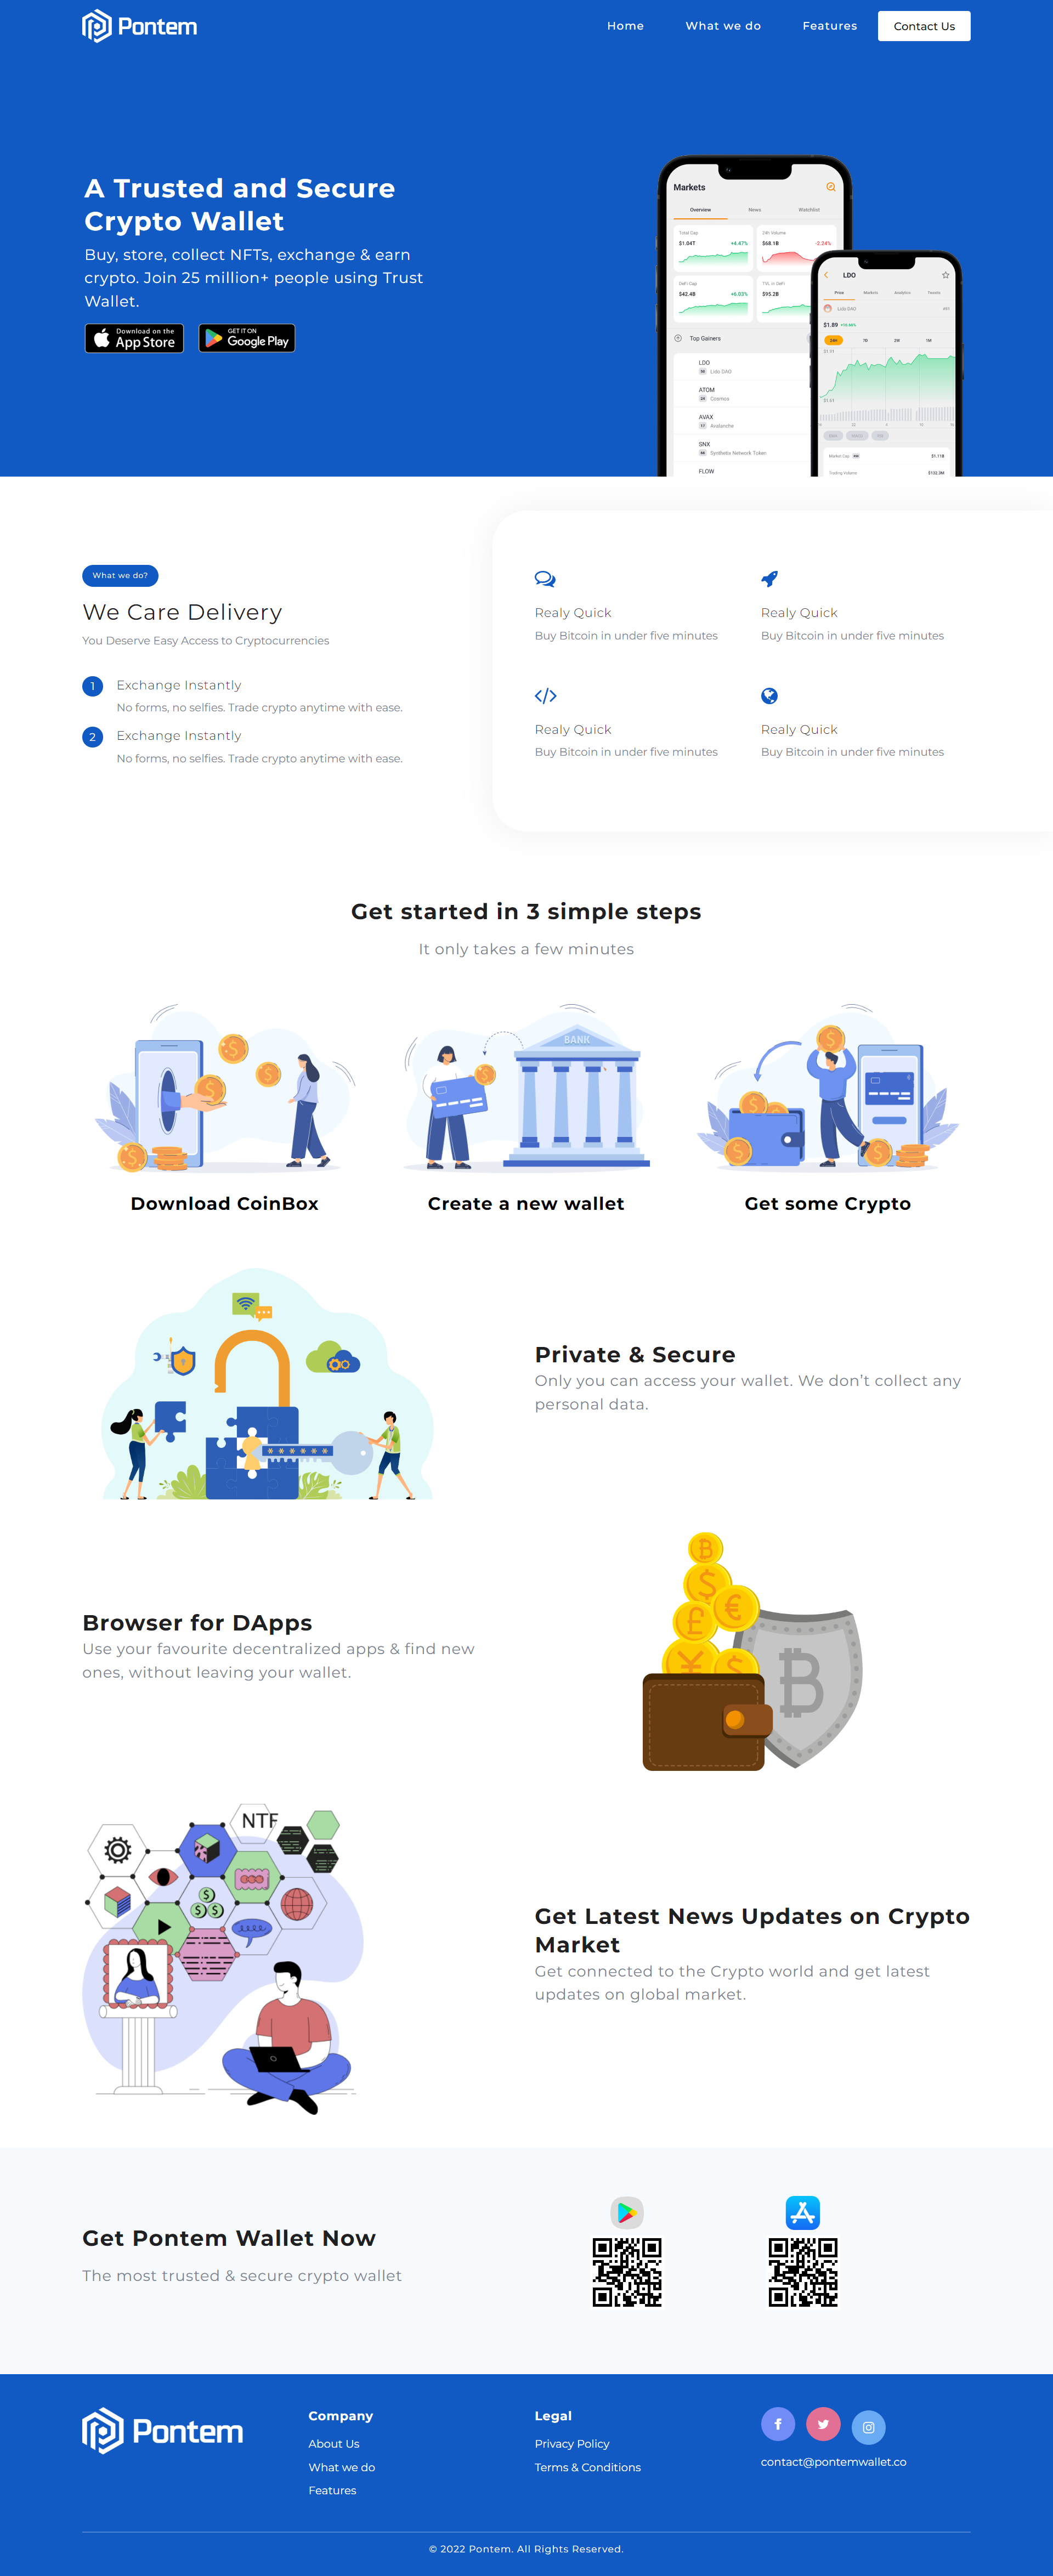 Pontem
Home
What we do
Features
Contact Us
A Trusted and Secure
Crypto Wallet
Buy, store, collect NFTs, exchange & earn
crypto. Join 25 million+ people using Trust
Wallet.
Download on the
App Store
GET IT ON
Google Play
Markets
Overview
News
Watchlist
Total Cap
$1.04T
+4.47%
24h Volume
$68.1B
-2.24%
DeFi Cap
$42.4B
+6.03%
TVL in DeFi
$95.2B
Top Gainers
LDO
Lido DAO
ATOM
Cosmos
AVAX
Avalanche
SNX
Synthetix Network Token
FLOW
LDO
Price
Markets
Analytics
Tweets
Lido DAO
$1.89
24H
7D
1M
Market Cap
$1.11B
Trading Volume
$132.3M
What we do?
We Care Delivery
You Deserve Easy Access to Cryptocurrencies
1
Exchange Instantly
No forms, no selfies. Trade crypto anytime with ease.
2
Exchange Instantly
No forms, no selfies. Trade crypto anytime with ease.
Realy Quick
Buy Bitcoin in under five minutes
Realy Quick
Buy Bitcoin in under five minutes
Realy Quick
Buy Bitcoin in under five minutes
Realy Quick
Buy Bitcoin in under five minutes
Get started in 3 simple steps
It only takes a few minutes
BANK
Download CoinBox
Create a new wallet
Get some Crypto
Private & Secure
Only you can access your wallet. We don’t collect any
personal data.
Browser for DApps
Use your favourite decentralized apps & find new
ones, without leaving your wallet.
NTF
Get Latest News Updates on Crypto
Market
Get connected to the Crypto world and get latest
updates on global market.
Get Pontem Wallet Now
The most trusted & secure crypto wallet
Pontem
Company
About Us
What we do
Features
Legal
Privacy Policy
Terms & Conditions
contact@pontemwallet.co
© 2022 Pontem. All Rights Reserved.